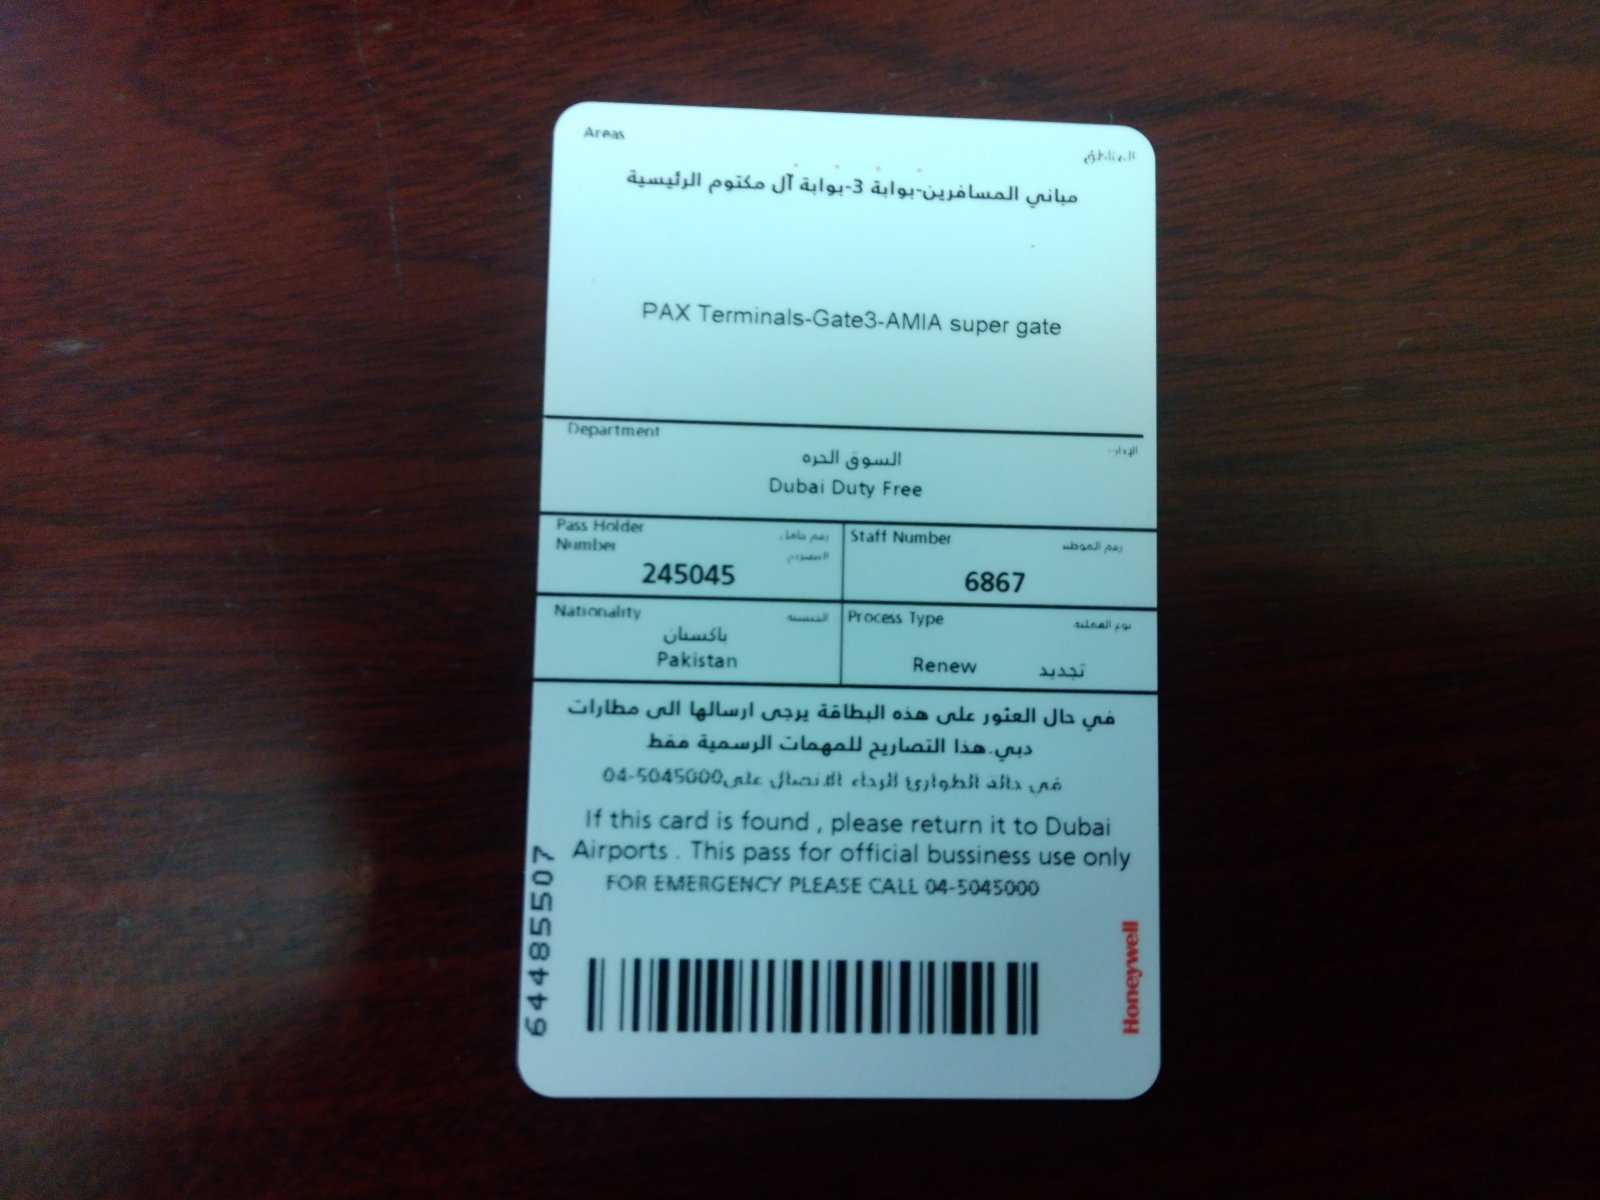 Areas
المناطق
مباني المسافرين-بوابة 3-بوابة آل مكتوم الرئيسية
PAX Terminals-Gate3-AMIA super gate
Department
الإدارة
السوق الحره
Dubai Duty Free
Pass Holder
Number
رقم حامل
التصريح
245045
Staff Number
رقم الموظف
6867
Nationality
الجنسية
باكستان
Pakistan
Process Type
نوع العملية
Renew تجديد
في حال العثور على هذه البطاقة يرجى ارسالها الى مطارات
دبي.هذا التصاريح للمهمات الرسمية فقط
في حالة الطوارئ الرجاء الاتصال على04-5045000
If this card is found , please return it to Dubai
Airports . This pass for official bussiness use only
FOR EMERGENCY PLEASE CALL 04-5045000
64485507
Honeywell